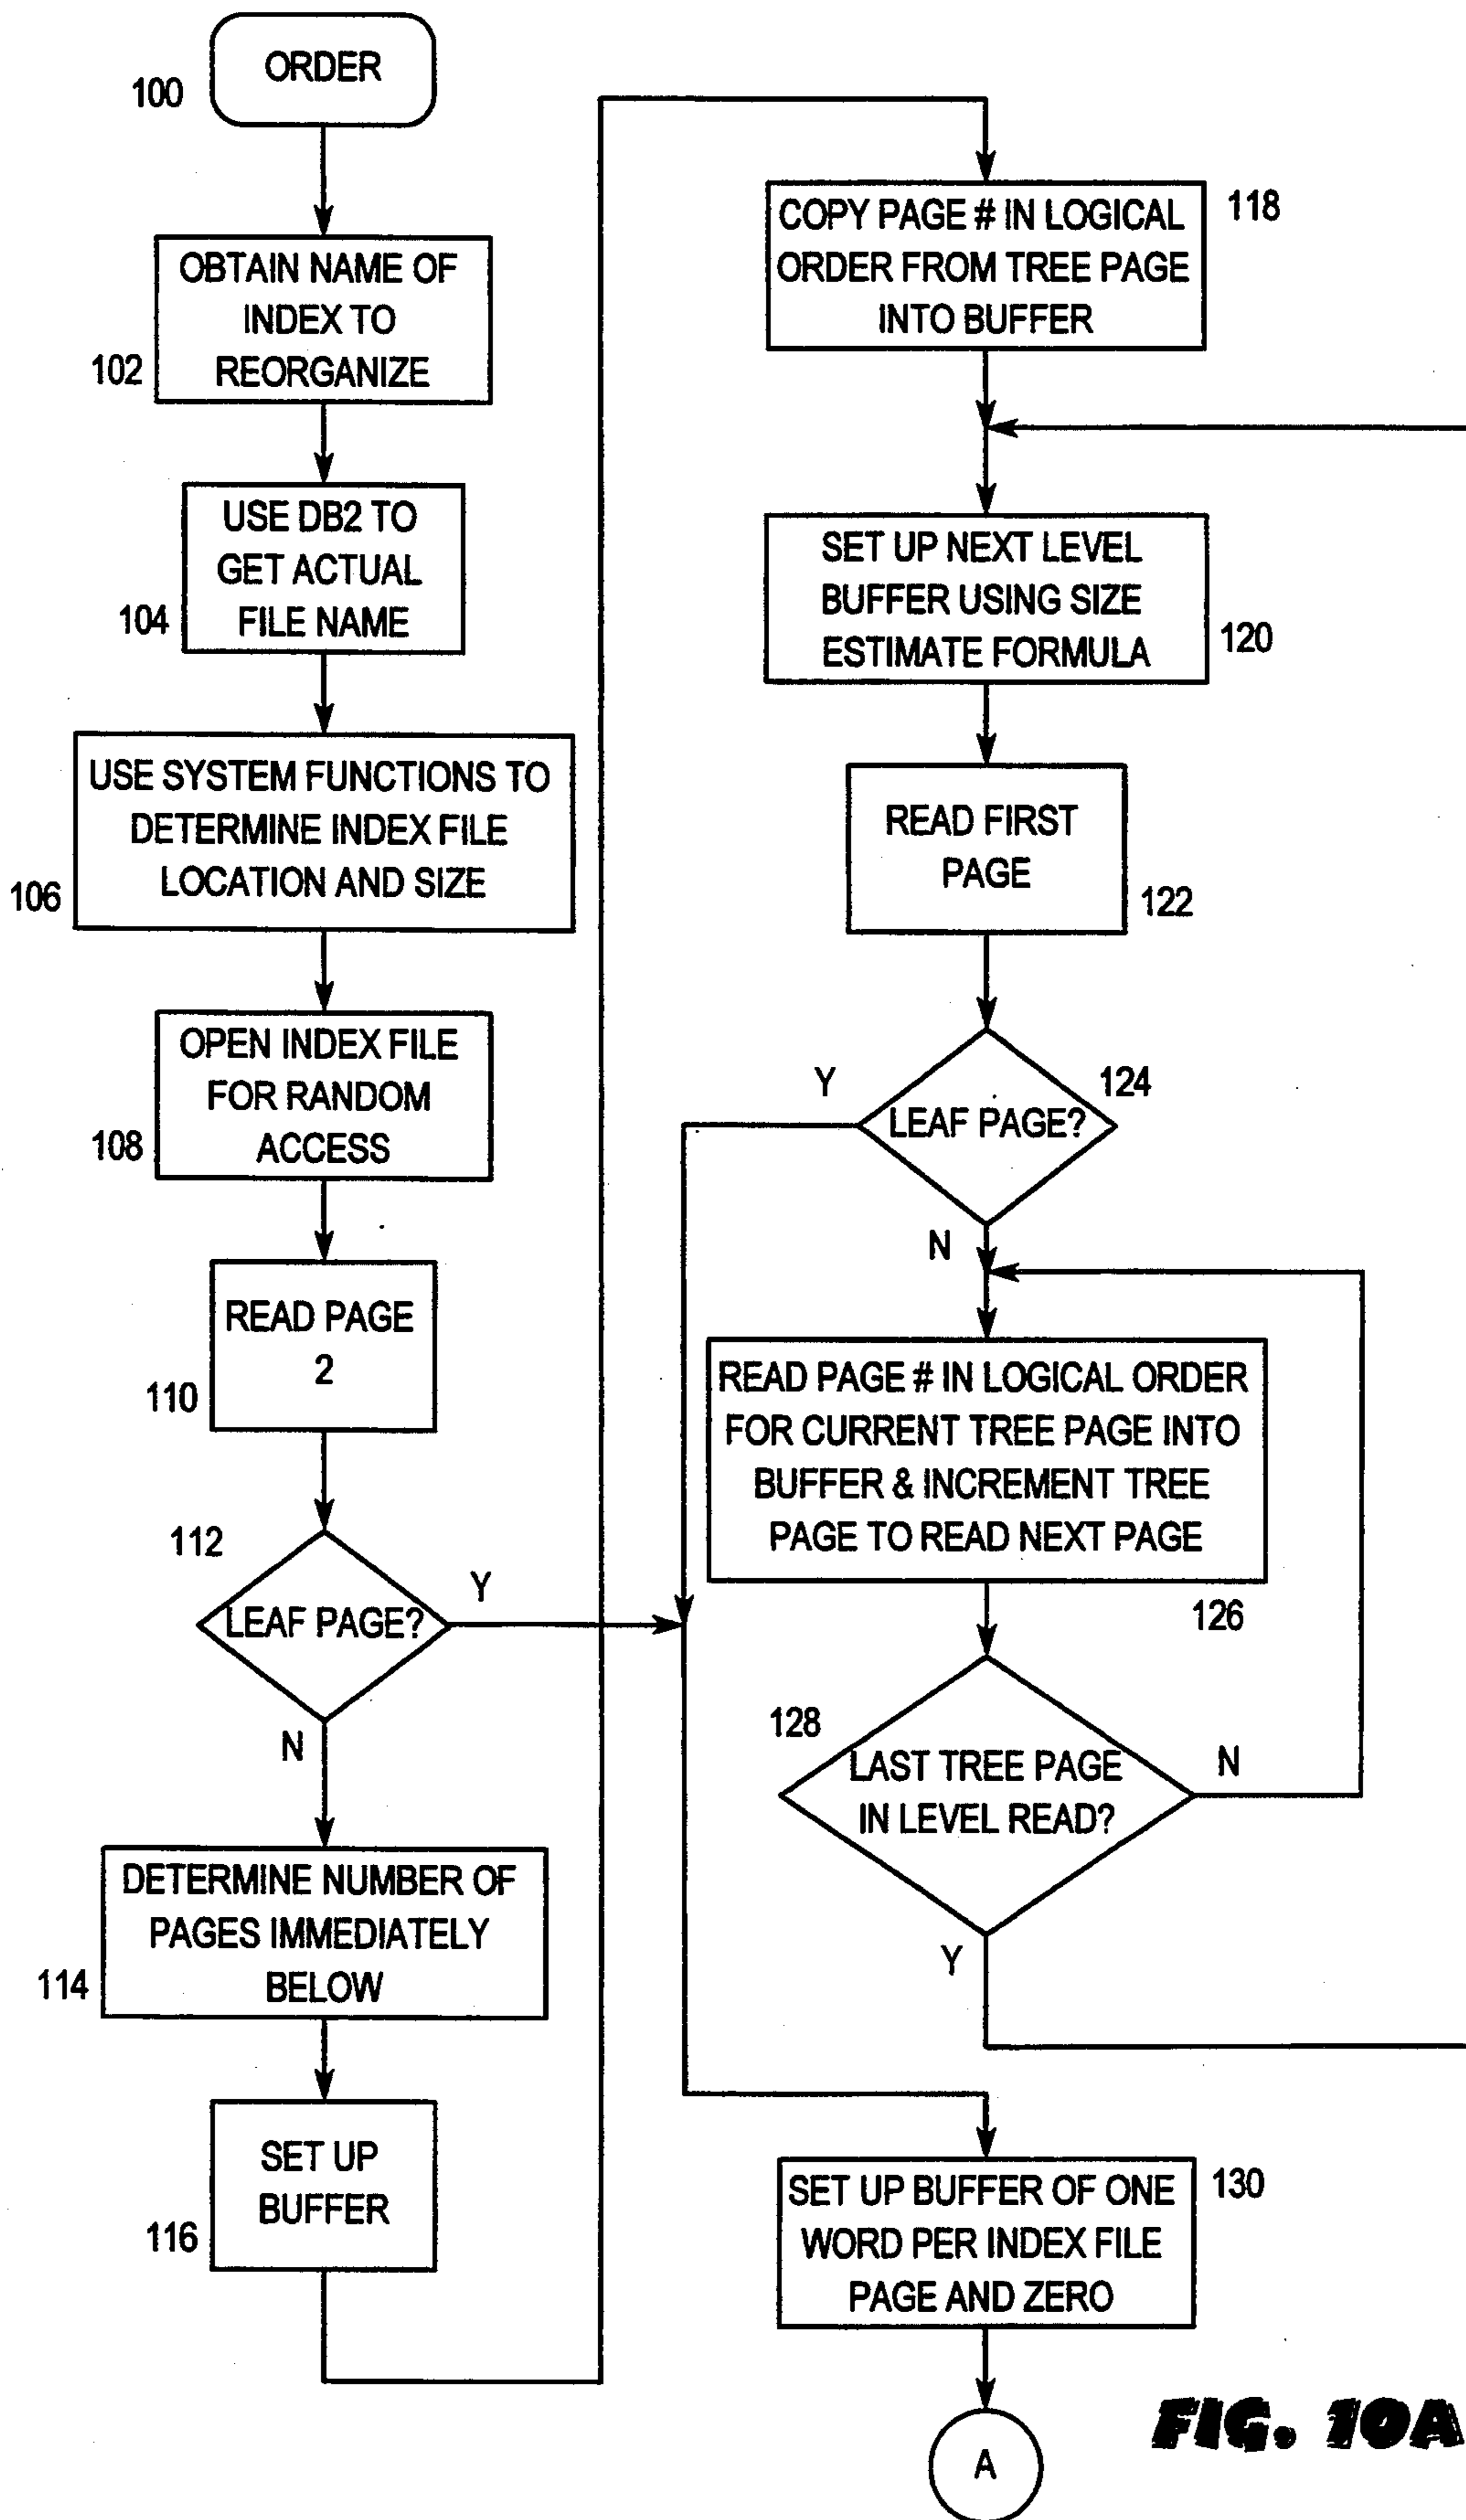 ORDER
100
OBTAIN NAME OF
INDEX TO
REORGANIZE
102
USE DB2 TO
GET ACTUAL
FILE NAME
104
USE SYSTEM FUNCTIONS TO
DETERMINE INDEX FILE
LOCATION AND SIZE
106
OPEN INDEX FILE
FOR RANDOM
ACCESS
108
READ PAGE
2
110
112
LEAF PAGE?
Y
N
DETERMINE NUMBER OF
PAGES IMMEDIATELY
BELOW
114
SET UP
BUFFER
116
COPY PAGE # IN LOGICAL
ORDER FROM TREE PAGE
INTO BUFFER
118
SET UP NEXT LEVEL
BUFFER USING SIZE
ESTIMATE FORMULA
120
READ FIRST
PAGE
122
Y
124
LEAF PAGE?
N
READ PAGE # IN LOGICAL ORDER
FOR CURRENT TREE PAGE INTO
BUFFER & INCREMENT TREE
PAGE TO READ NEXT PAGE
126
128
LAST TREE PAGE
IN LEVEL READ?
N
Y
SET UP BUFFER OF ONE
WORD PER INDEX FILE
PAGE AND ZERO
130
A
FIG. 10A